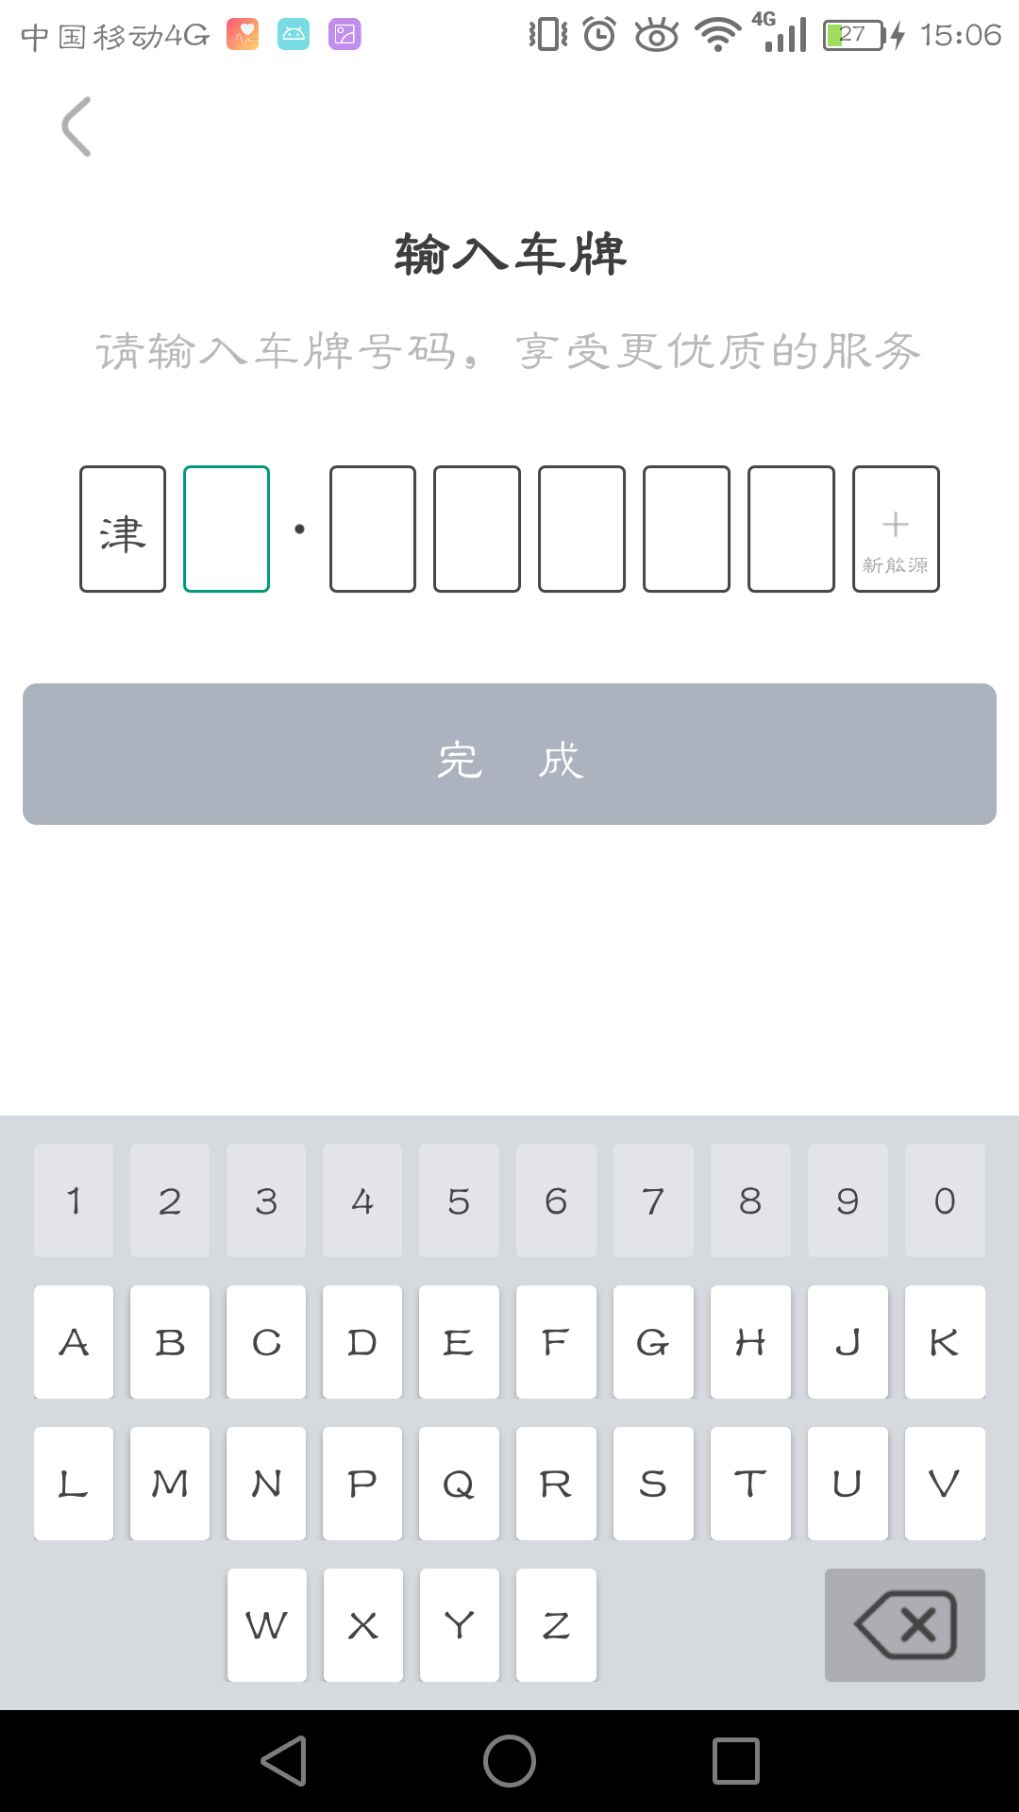 中国移动4G 4G 27 15:06
输入车牌
请输入车牌号码，享受更优质的服务
津 · + 新能源
完 成
1 2 3 4 5 6 7 8 9 0
A B C D E F G H J K
L M N P Q R S T U V
W X Y Z